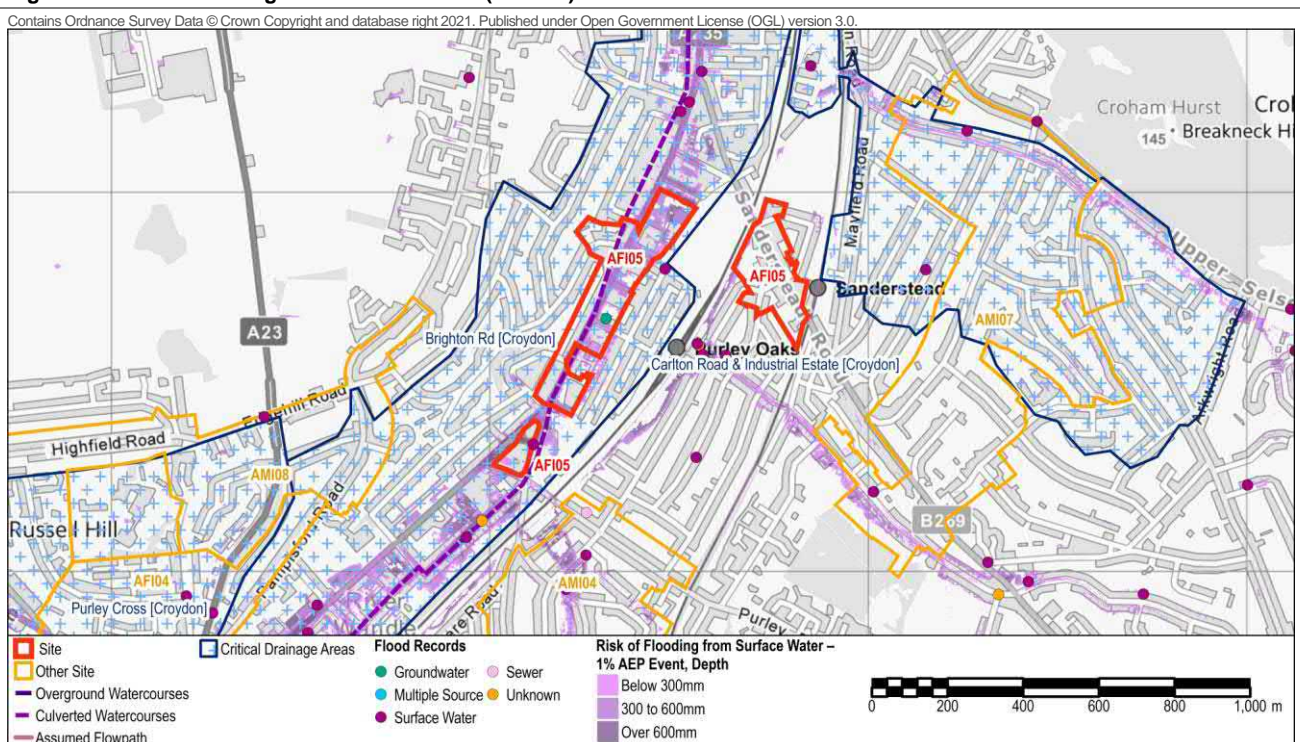 Contains Ordnance Survey Data © Crown Copyright and database right 2021. Published under Open Government License (OGL) version 3.0.
Croham Hurst
145
Breakneck
Mayfield Road
AFI05
AFI05
Sanderstead
Upper
A23
Brighton Rd [Croydon]
Purley Oaks
AMI07
Carlton Road & Industrial Estate [Croydon]
Arkwright Road
Highfield Road
AMI08
AFI05
Russell Hill
B269
AFI04
AMI04
Purley Cross [Croydon]
Purley
Site
Other Site
Overground Watercourses
Culverted Watercourses
Assumed Flowpath
Critical Drainage Areas
Flood Records
Groundwater
Multiple Source
Surface Water
Sewer
Unknown
Risk of Flooding from Surface Water –
1% AEP Event, Depth
Below 300mm
300 to 600mm
Over 600mm
0 200 400 600 800 1,000 m